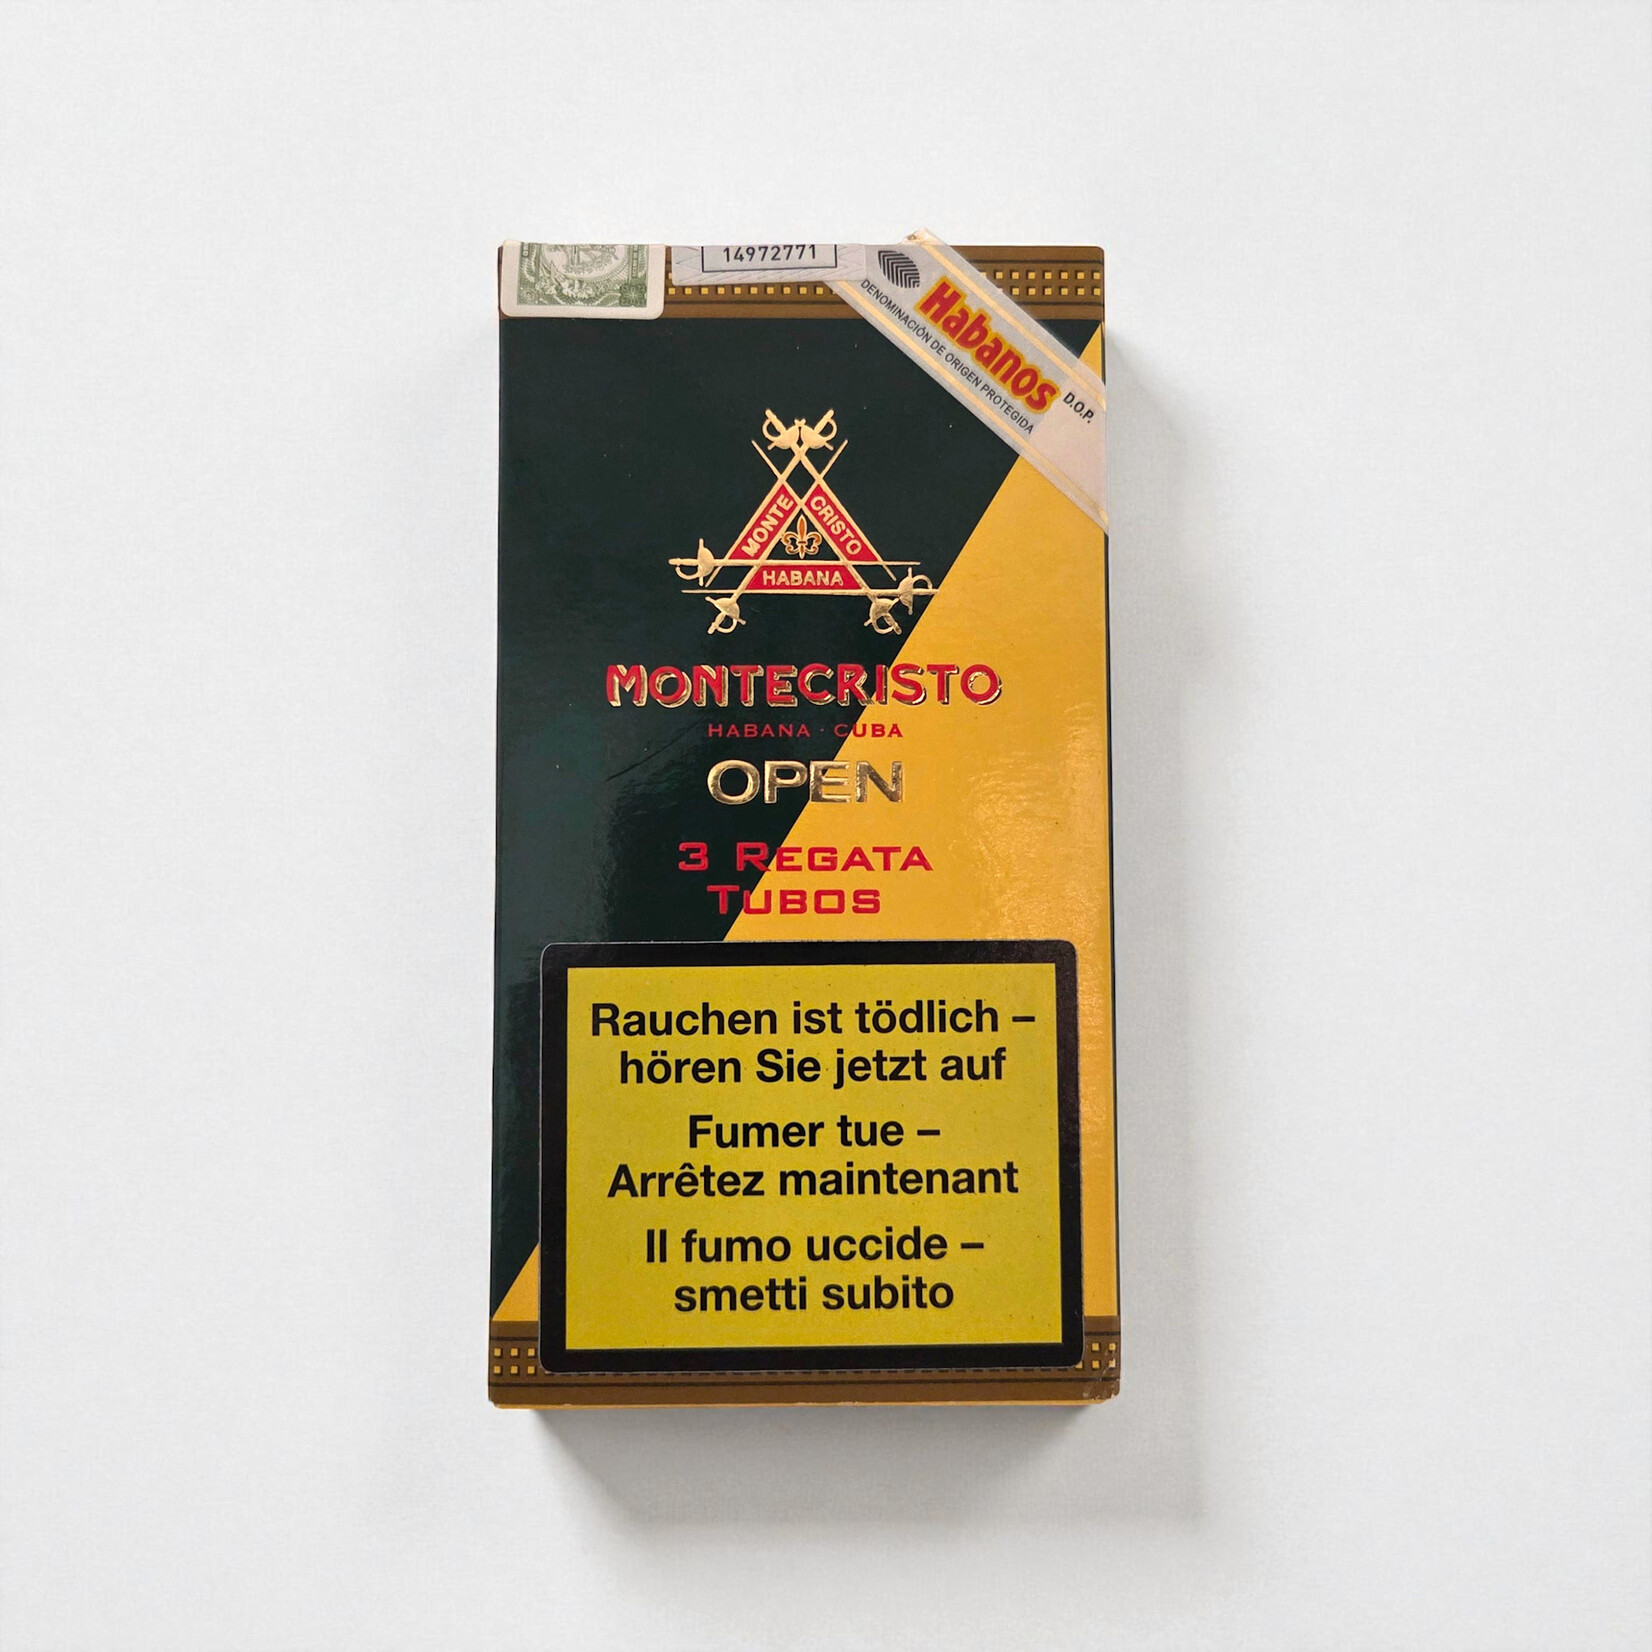 14972771
Habanos
DENOMINACIÓN DE ORIGEN PROTEGIDA
D.O.P.
MONTE CRISTO
HABANA
MONTECRISTO
HABANA · CUBA
OPEN
3 REGATA
TUBOS
Rauchen ist tödlich –
hören Sie jetzt auf
Fumer tue –
Arrêtez maintenant
Il fumo uccide –
smetti subito